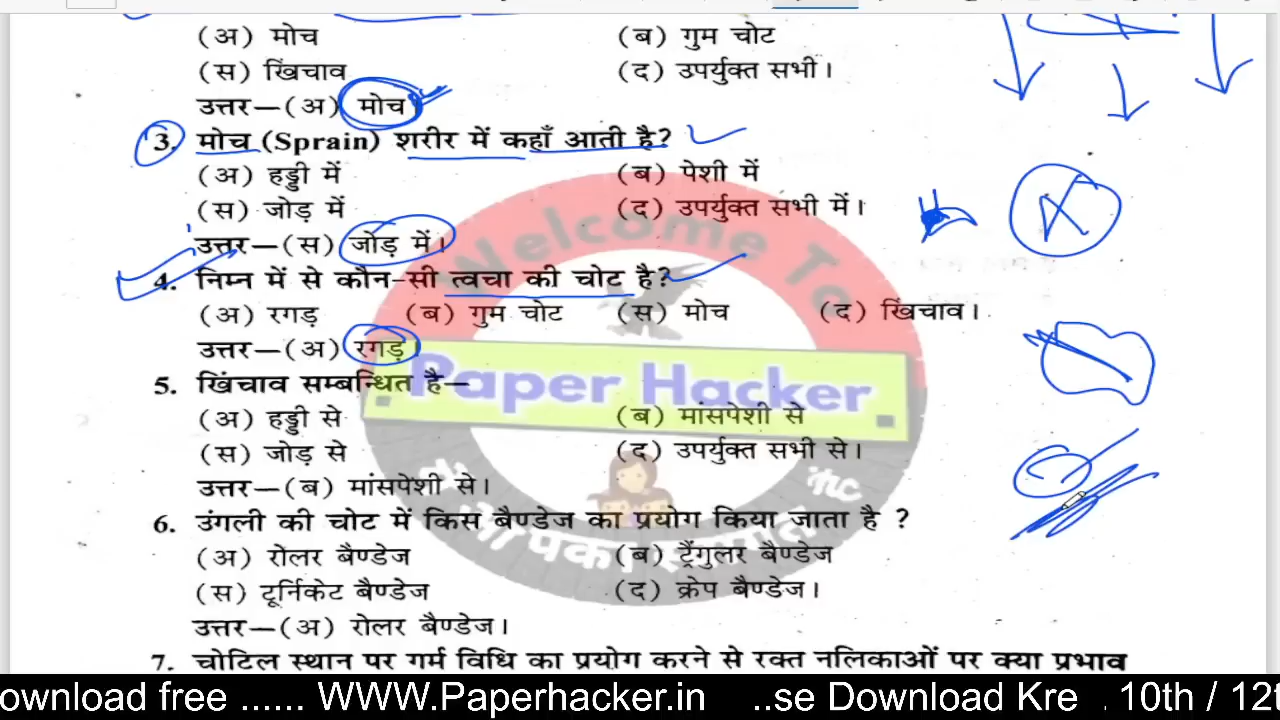 (अ) मोच (ब) गुम चोट
(स) खिंचाव (द) उपर्युक्त सभी।
उत्तर—(अ) मोच।
3. मोच (Sprain) शरीर में कहाँ आती है?
(अ) हड्डी में (ब) पेशी में
(स) जोड़ में (द) उपर्युक्त सभी में।
उत्तर—(स) जोड़ में।
4. निम्न में से कौन-सी त्वचा की चोट है?
(अ) रगड़ (ब) गुम चोट (स) मोच (द) खिंचाव।
उत्तर—(अ) रगड़।
5. खिंचाव सम्बन्धित है—
(अ) हड्डी से (ब) मांसपेशी से
(स) जोड़ से (द) उपर्युक्त सभी से।
उत्तर—(ब) मांसपेशी से।
6. उंगली की चोट में किस बैण्डेज का प्रयोग किया जाता है ?
(अ) रोलर बैण्डेज (ब) ट्रैंगुलर बैण्डेज
(स) टूर्निकेट बैण्डेज (द) क्रेप बैण्डेज।
उत्तर—(अ) रोलर बैण्डेज।
7. चोटिल स्थान पर गर्म विधि का प्रयोग करने से रक्त नलिकाओं पर क्या प्रभाव
Welcome To
Paper Hacker
ownload free ...... WWW.Paperhacker.in ..se Download Kre . 10th / 12t